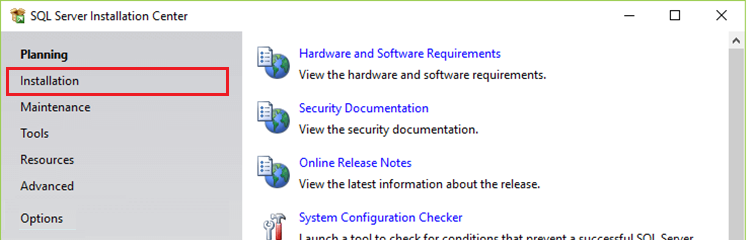 SQL Server Installation Center
Planning
Installation
Maintenance
Tools
Resources
Advanced
Options
Hardware and Software Requirements
View the hardware and software requirements.
Security Documentation
View the security documentation.
Online Release Notes
View the latest information about the release.
System Configuration Checker
Launch a tool to check for conditions that prevent a successful SQL Server